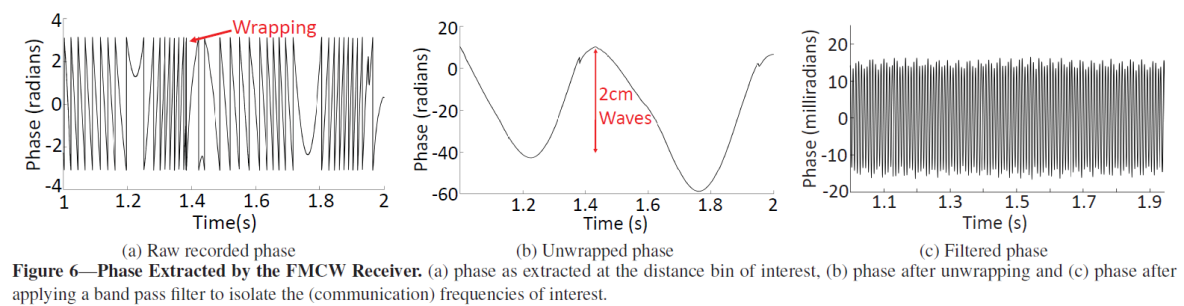 4
2
0
-2
-4
Phase (radians)
Wrapping
1
1.2
1.4
1.6
1.8
2
Time(s)
(a) Raw recorded phase
20
0
-20
-40
-60
Phase (radians)
2cm
Waves
1.2
1.4
1.6
1.8
2
Time (s)
(b) Unwrapped phase
20
10
0
-10
-20
Phase (milliradians)
1.1
1.3
1.5
1.7
1.9
Time (s)
(c) Filtered phase
Figure 6—Phase Extracted by the FMCW Receiver. (a) phase as extracted at the distance bin of interest, (b) phase after unwrapping and (c) phase after
applying a band pass filter to isolate the (communication) frequencies of interest.